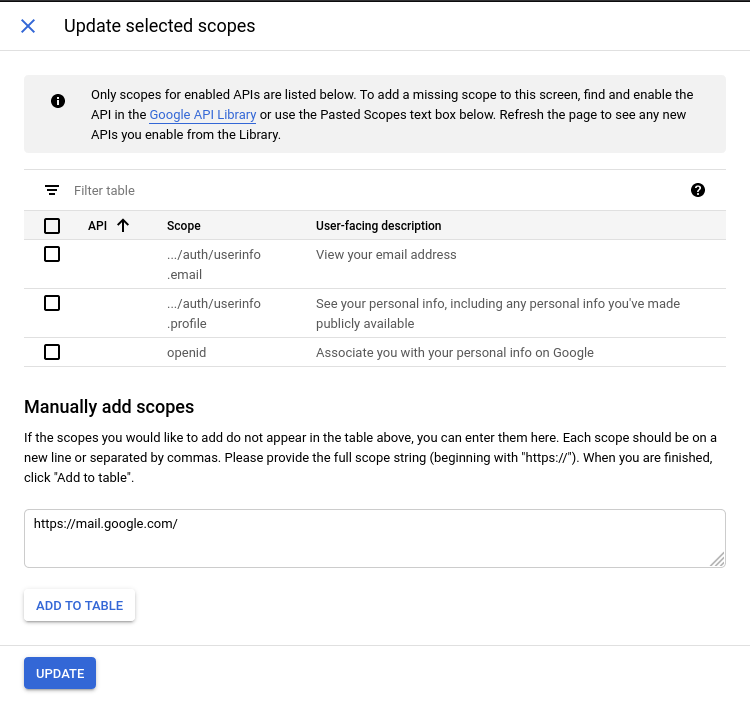 Update selected scopes
Only scopes for enabled APIs are listed below. To add a missing scope to this screen, find and enable the
API in the Google API Library or use the Pasted Scopes text box below. Refresh the page to see any new
APIs you enable from the Library.
Filter table
API Scope User-facing description
.../auth/userinfo View your email address
.email
.../auth/userinfo See your personal info, including any personal info you've made
.profile publicly available
openid Associate you with your personal info on Google
Manually add scopes
If the scopes you would like to add do not appear in the table above, you can enter them here. Each scope should be on a
new line or separated by commas. Please provide the full scope string (beginning with "https://"). When you are finished,
click "Add to table".
https://mail.google.com/
ADD TO TABLE
UPDATE